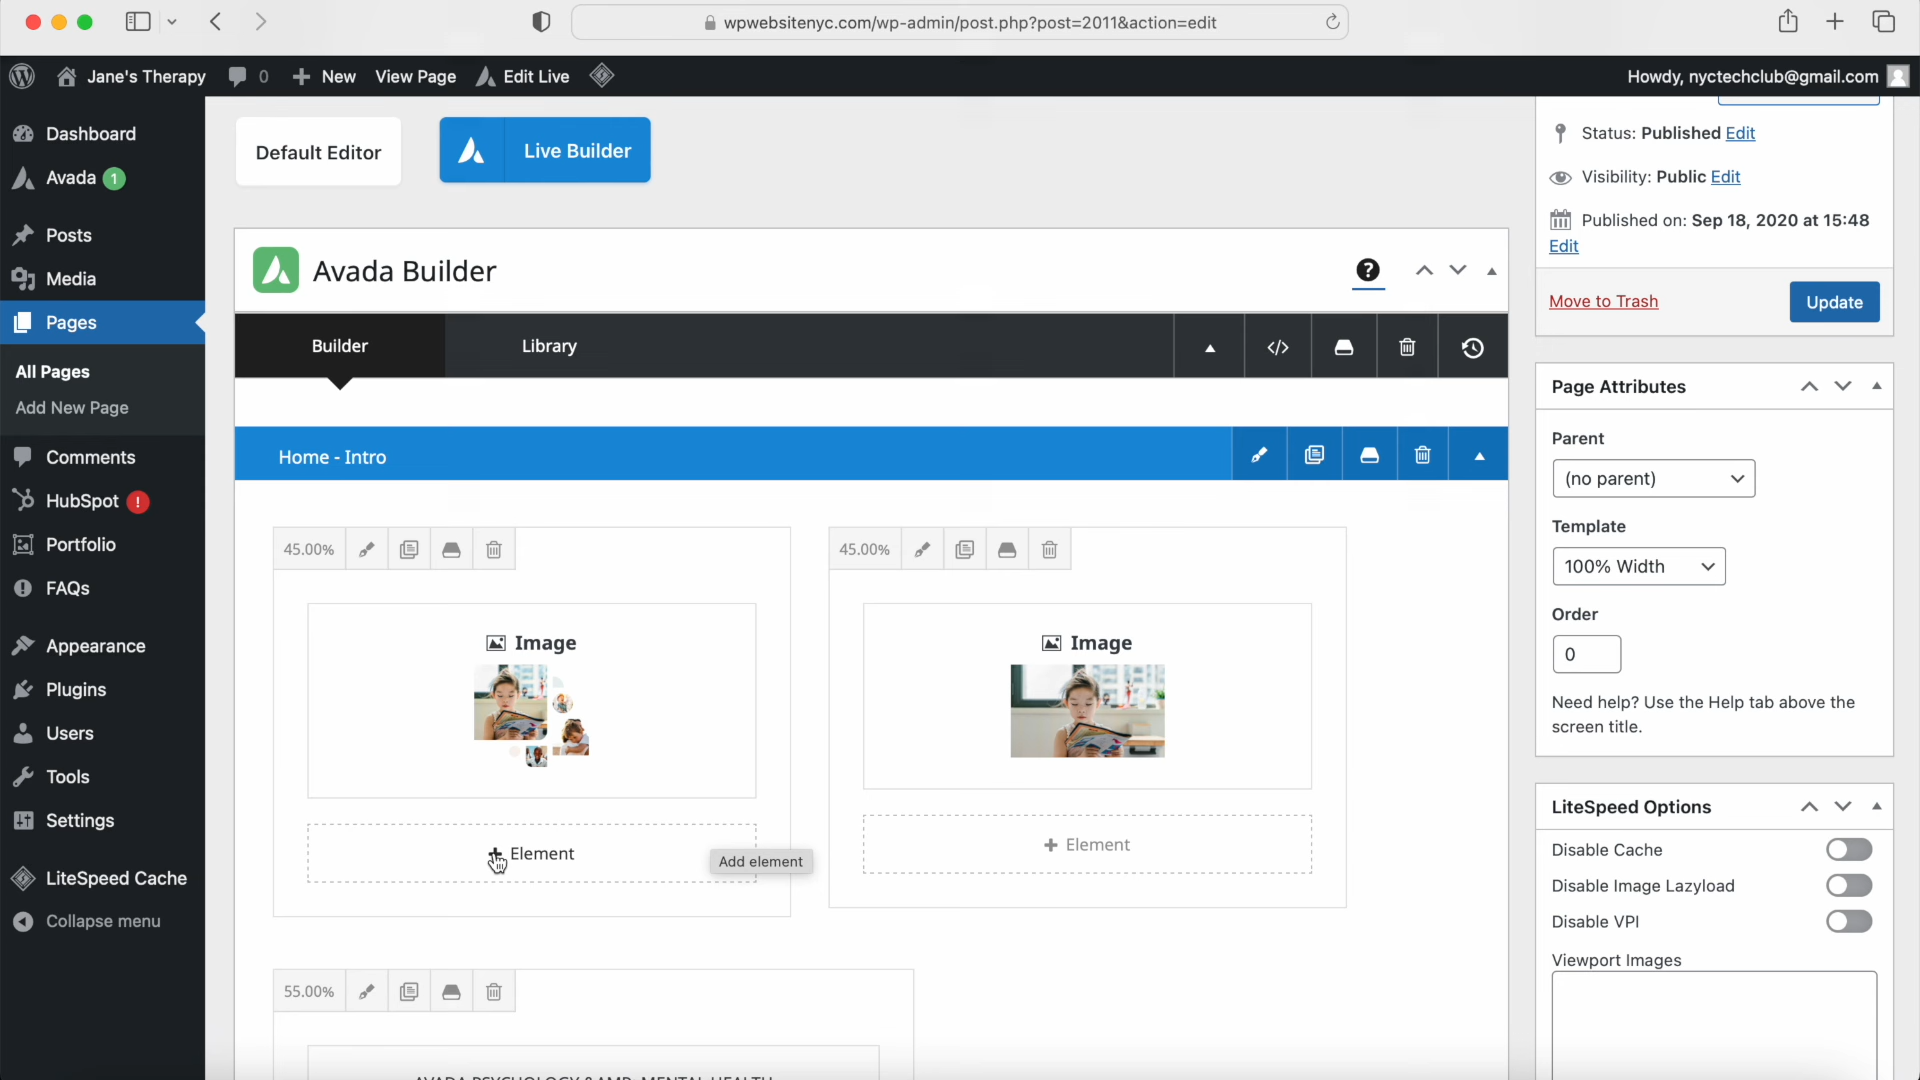 wpwebsitenyc.com/wp-admin/post.php?post=2011&action=edit
Jane's Therapy
0
New
View Page
Edit Live
Howdy, nyctechclub@gmail.com
Dashboard
Avada 1
Posts
Media
Pages
All Pages
Add New Page
Comments
HubSpot !
Portfolio
FAQs
Appearance
Plugins
Users
Tools
Settings
LiteSpeed Cache
Collapse menu
Default Editor
Live Builder
Avada Builder
?
Builder
Library
</>
Home - Intro
45.00%
Image
+ Element
Add element
45.00%
Image
+ Element
55.00%
Status: Published Edit
Visibility: Public Edit
Published on: Sep 18, 2020 at 15:48
Edit
Move to Trash
Update
Page Attributes
Parent
(no parent)
Template
100% Width
Order
0
Need help? Use the Help tab above the
screen title.
LiteSpeed Options
Disable Cache
Disable Image Lazyload
Disable VPI
Viewport Images